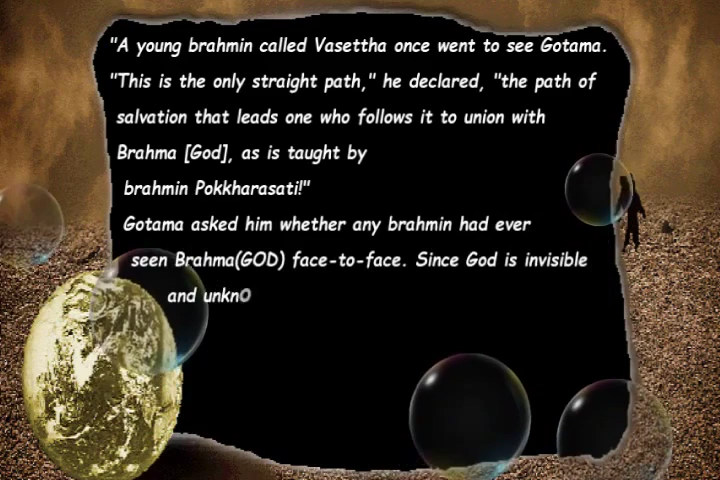 "A young brahmin called Vasettha once went to see Gotama.
"This is the only straight path," he declared, "the path of
salvation that leads one who follows it to union with
Brahma [God], as is taught by
brahmin Pokkharasati!"
Gotama asked him whether any brahmin had ever
seen Brahma(GOD) face-to-face. Since God is invisible
and unkno